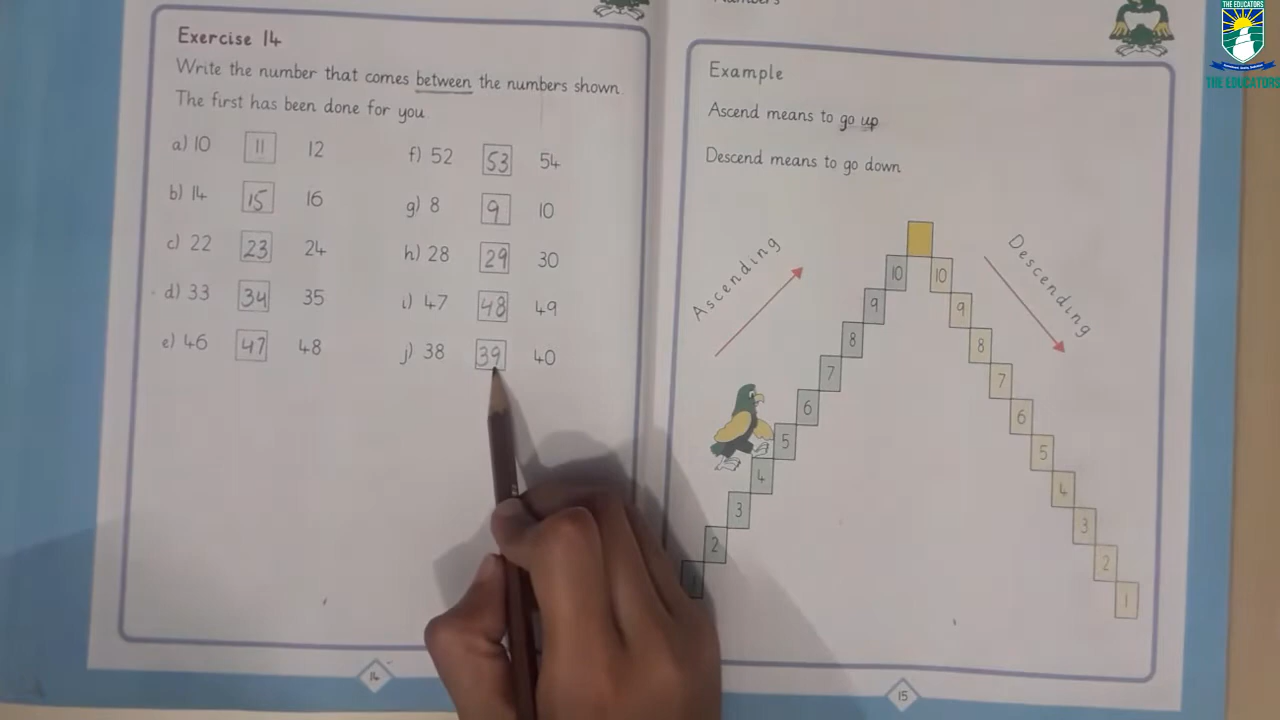 Exercise 14
Write the number that comes between the numbers shown.
The first has been done for you.
a) 10 11 12
b) 14 15 16
c) 22 23 24
d) 33 34 35
e) 46 47 48
f) 52 53 54
g) 8 9 10
h) 28 29 30
i) 47 48 49
j) 38 39 40
14
Numbers
Example
Ascend means to go up
Descend means to go down
Ascending
Descending
10 10
9 9
8 8
7 7
6 6
5 5
4 4
3 3
2 2
1 1
15
THE EDUCATORS
THE EDUCATORS